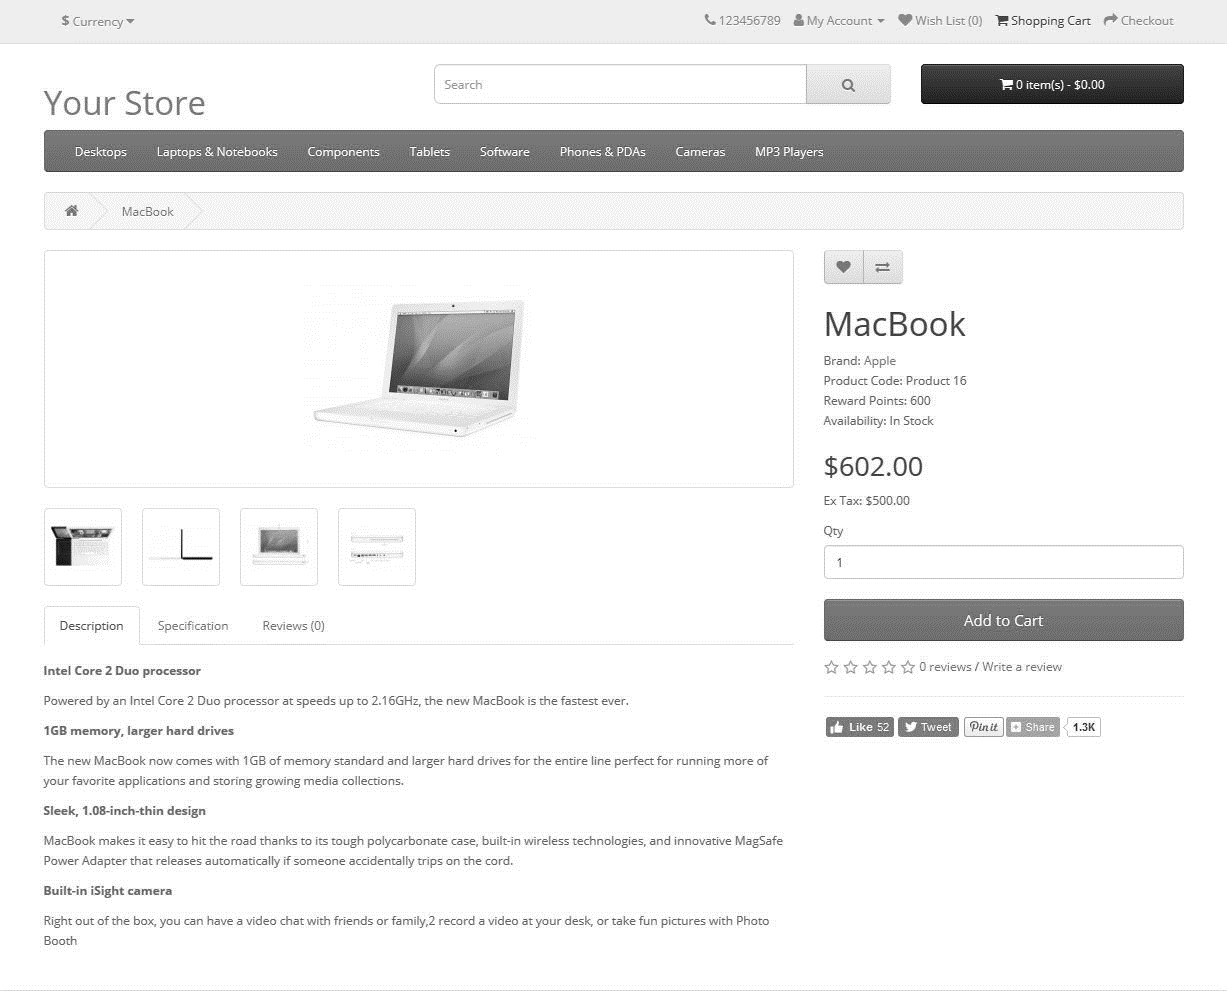 $ Currency
123456789 My Account Wish List (0) Shopping Cart Checkout
Your Store
Search
0 item(s) - $0.00
Desktops Laptops & Notebooks Components Tablets Software Phones & PDAs Cameras MP3 Players
MacBook
MacBook
Brand: Apple
Product Code: Product 16
Reward Points: 600
Availability: In Stock
$602.00
Ex Tax: $500.00
Qty
1
Add to Cart
0 reviews / Write a review
Like 52 Tweet Pinit Share 1.3K
Description Specification Reviews (0)
Intel Core 2 Duo processor
Powered by an Intel Core 2 Duo processor at speeds up to 2.16GHz, the new MacBook is the fastest ever.
1GB memory, larger hard drives
The new MacBook now comes with 1GB of memory standard and larger hard drives for the entire line perfect for running more of
your favorite applications and storing growing media collections.
Sleek, 1.08-inch-thin design
MacBook makes it easy to hit the road thanks to its tough polycarbonate case, built-in wireless technologies, and innovative MagSafe
Power Adapter that releases automatically if someone accidentally trips on the cord.
Built-in iSight camera
Right out of the box, you can have a video chat with friends or family,2 record a video at your desk, or take fun pictures with Photo
Booth